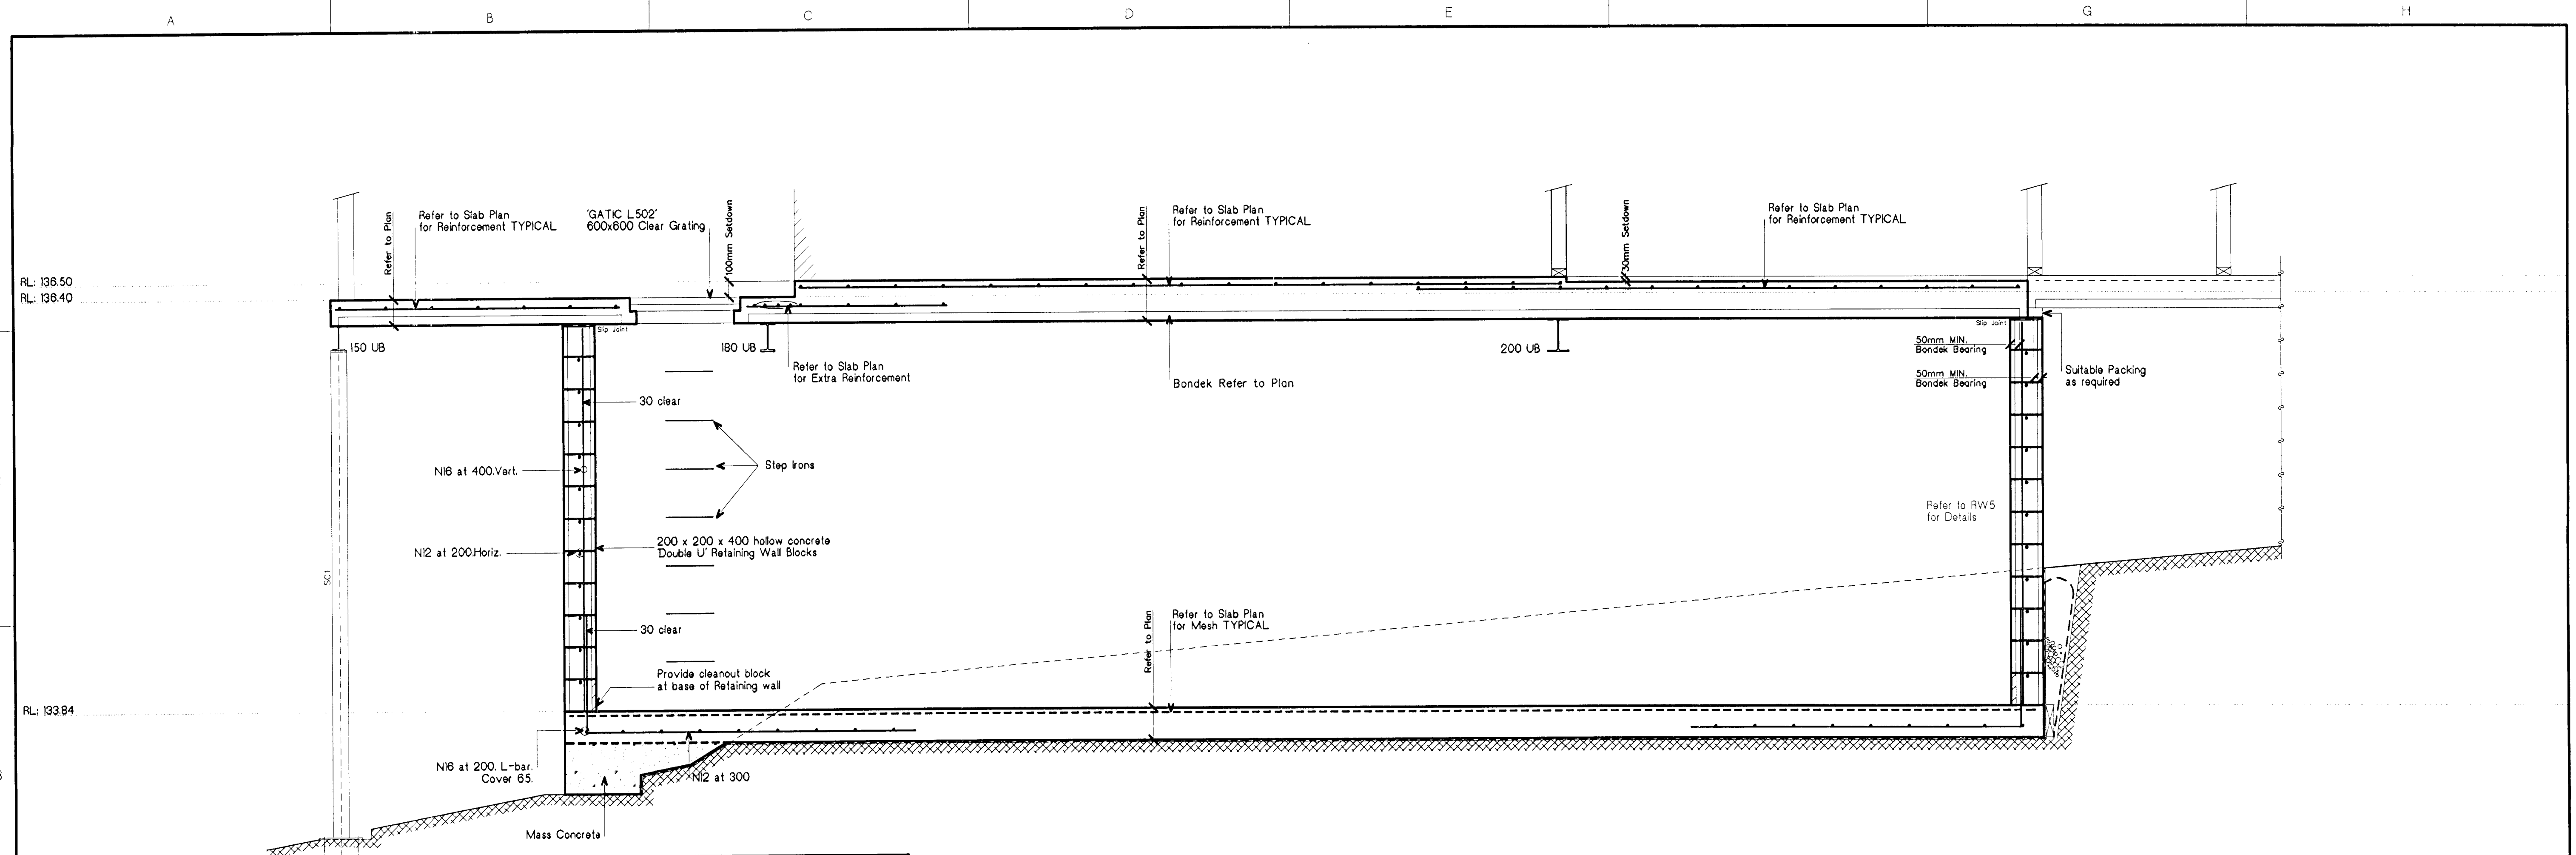 A
B
C
D
E
G
H
Refer to Slab Plan
for Reinforcement TYPICAL
'GATIC L502'
600x600 Clear Grating
Refer to Plan
100mm Setdown
Refer to Plan
Refer to Slab Plan
for Reinforcement TYPICAL
30mm Setdown
Refer to Slab Plan
for Reinforcement TYPICAL
RL: 136.50
RL: 136.40
Slip Joint
150 UB
180 UB
200 UB
Slip Joint
50mm MIN.
Bondek Bearing
Refer to Slab Plan
for Extra Reinforcement
Bondek Refer to Plan
50mm MIN.
Bondek Bearing
Suitable Packing
as required
30 clear
N16 at 400.Vert.
Step Irons
Refer to RW5
for Details
N12 at 200.Horiz.
200 x 200 x 400 hollow concrete
'Double U' Retaining Wall Blocks
SC1
30 clear
Refer to Plan
Refer to Slab Plan
for Mesh TYPICAL
Provide cleanout block
at base of Retaining wall
RL: 133.84
N16 at 200. L-bar.
Cover 65.
N12 at 300
Mass Concrete